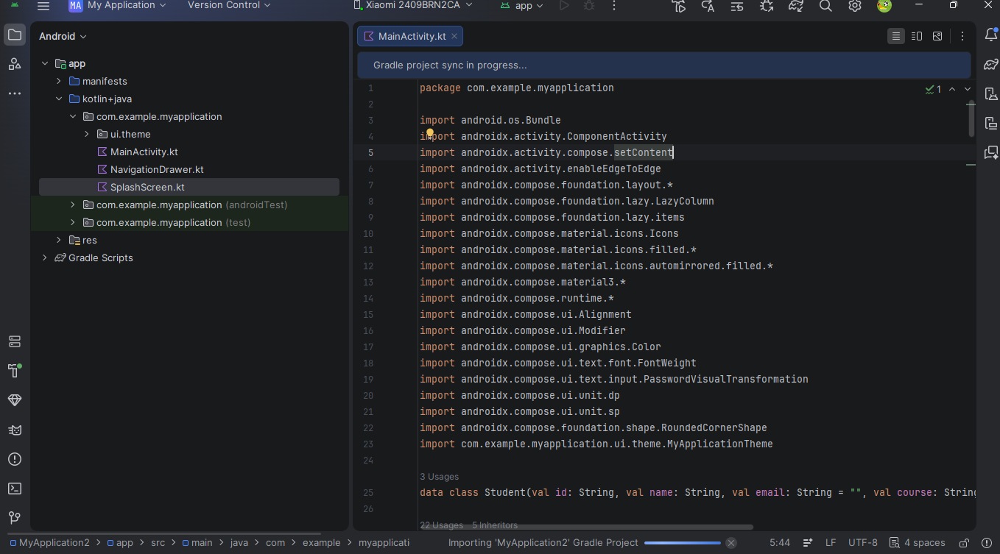 MA My Application
Version Control
Xiaomi 2409BRN2CA
app
Android
app
manifests
kotlin+java
com.example.myapplication
ui.theme
MainActivity.kt
NavigationDrawer.kt
SplashScreen.kt
com.example.myapplication (androidTest)
com.example.myapplication (test)
res
Gradle Scripts
MainActivity.kt
Gradle project sync in progress...
1
1 package com.example.myapplication
2
3 import android.os.Bundle
4 import androidx.activity.ComponentActivity
5 import androidx.activity.compose.setContent
6 import androidx.activity.enableEdgeToEdge
7 import androidx.compose.foundation.layout.*
8 import androidx.compose.foundation.lazy.LazyColumn
9 import androidx.compose.foundation.lazy.items
10 import androidx.compose.material.icons.Icons
11 import androidx.compose.material.icons.filled.*
12 import androidx.compose.material.icons.automirrored.filled.*
13 import androidx.compose.material3.*
14 import androidx.compose.runtime.*
15 import androidx.compose.ui.Alignment
16 import androidx.compose.ui.Modifier
17 import androidx.compose.ui.graphics.Color
18 import androidx.compose.ui.text.font.FontWeight
19 import androidx.compose.ui.text.input.PasswordVisualTransformation
20 import androidx.compose.ui.unit.dp
21 import androidx.compose.ui.unit.sp
22 import androidx.compose.foundation.shape.RoundedCornerShape
23 import com.example.myapplication.ui.theme.MyApplicationTheme
24
3 Usages
25 data class Student(val id: String, val name: String, val email: String = "", val course: String
26
22 Usages 5 Inheritors
MyApplication2 > app > src > main > java > com > example > myapplicati
Importing 'MyApplication2' Gradle Project
5:44 LF UTF-8 4 spaces